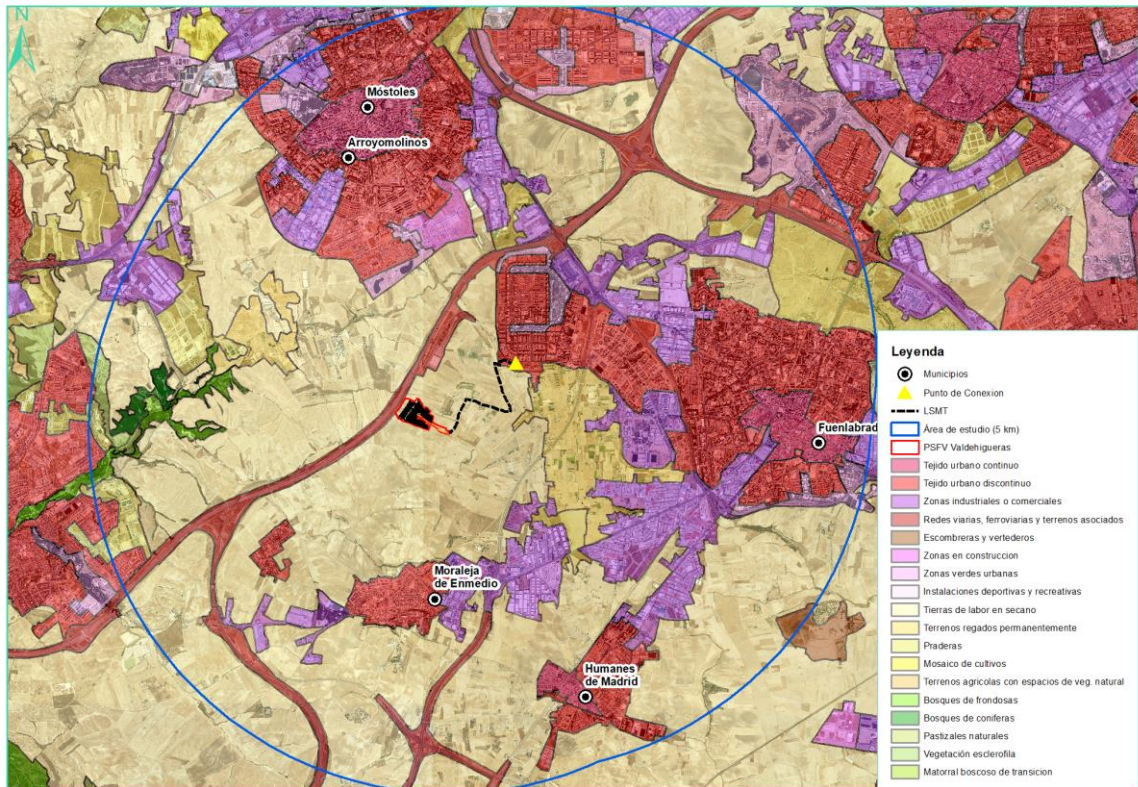 N
Móstoles
Arroyomolinos
Fuenlabrad
Moraleja
de Enmedio
Humanes
de Madrid
Leyenda
Municipios
Punto de Conexion
LSMT
Área de estudio (5 km)
PSFV Valdehigueras
Tejido urbano continuo
Tejido urbano discontinuo
Zonas industriales o comerciales
Redes viarias, ferroviarias y terrenos asociados
Escombreras y vertederos
Zonas en construccion
Zonas verdes urbanas
Instalaciones deportivas y recreativas
Tierras de labor en secano
Terrenos regados permanentemente
Praderas
Mosaico de cultivos
Terrenos agricolas con espacios de veg. natural
Bosques de frondosas
Bosques de coniferas
Pastizales naturales
Vegetación esclerofila
Matorral boscoso de transicion